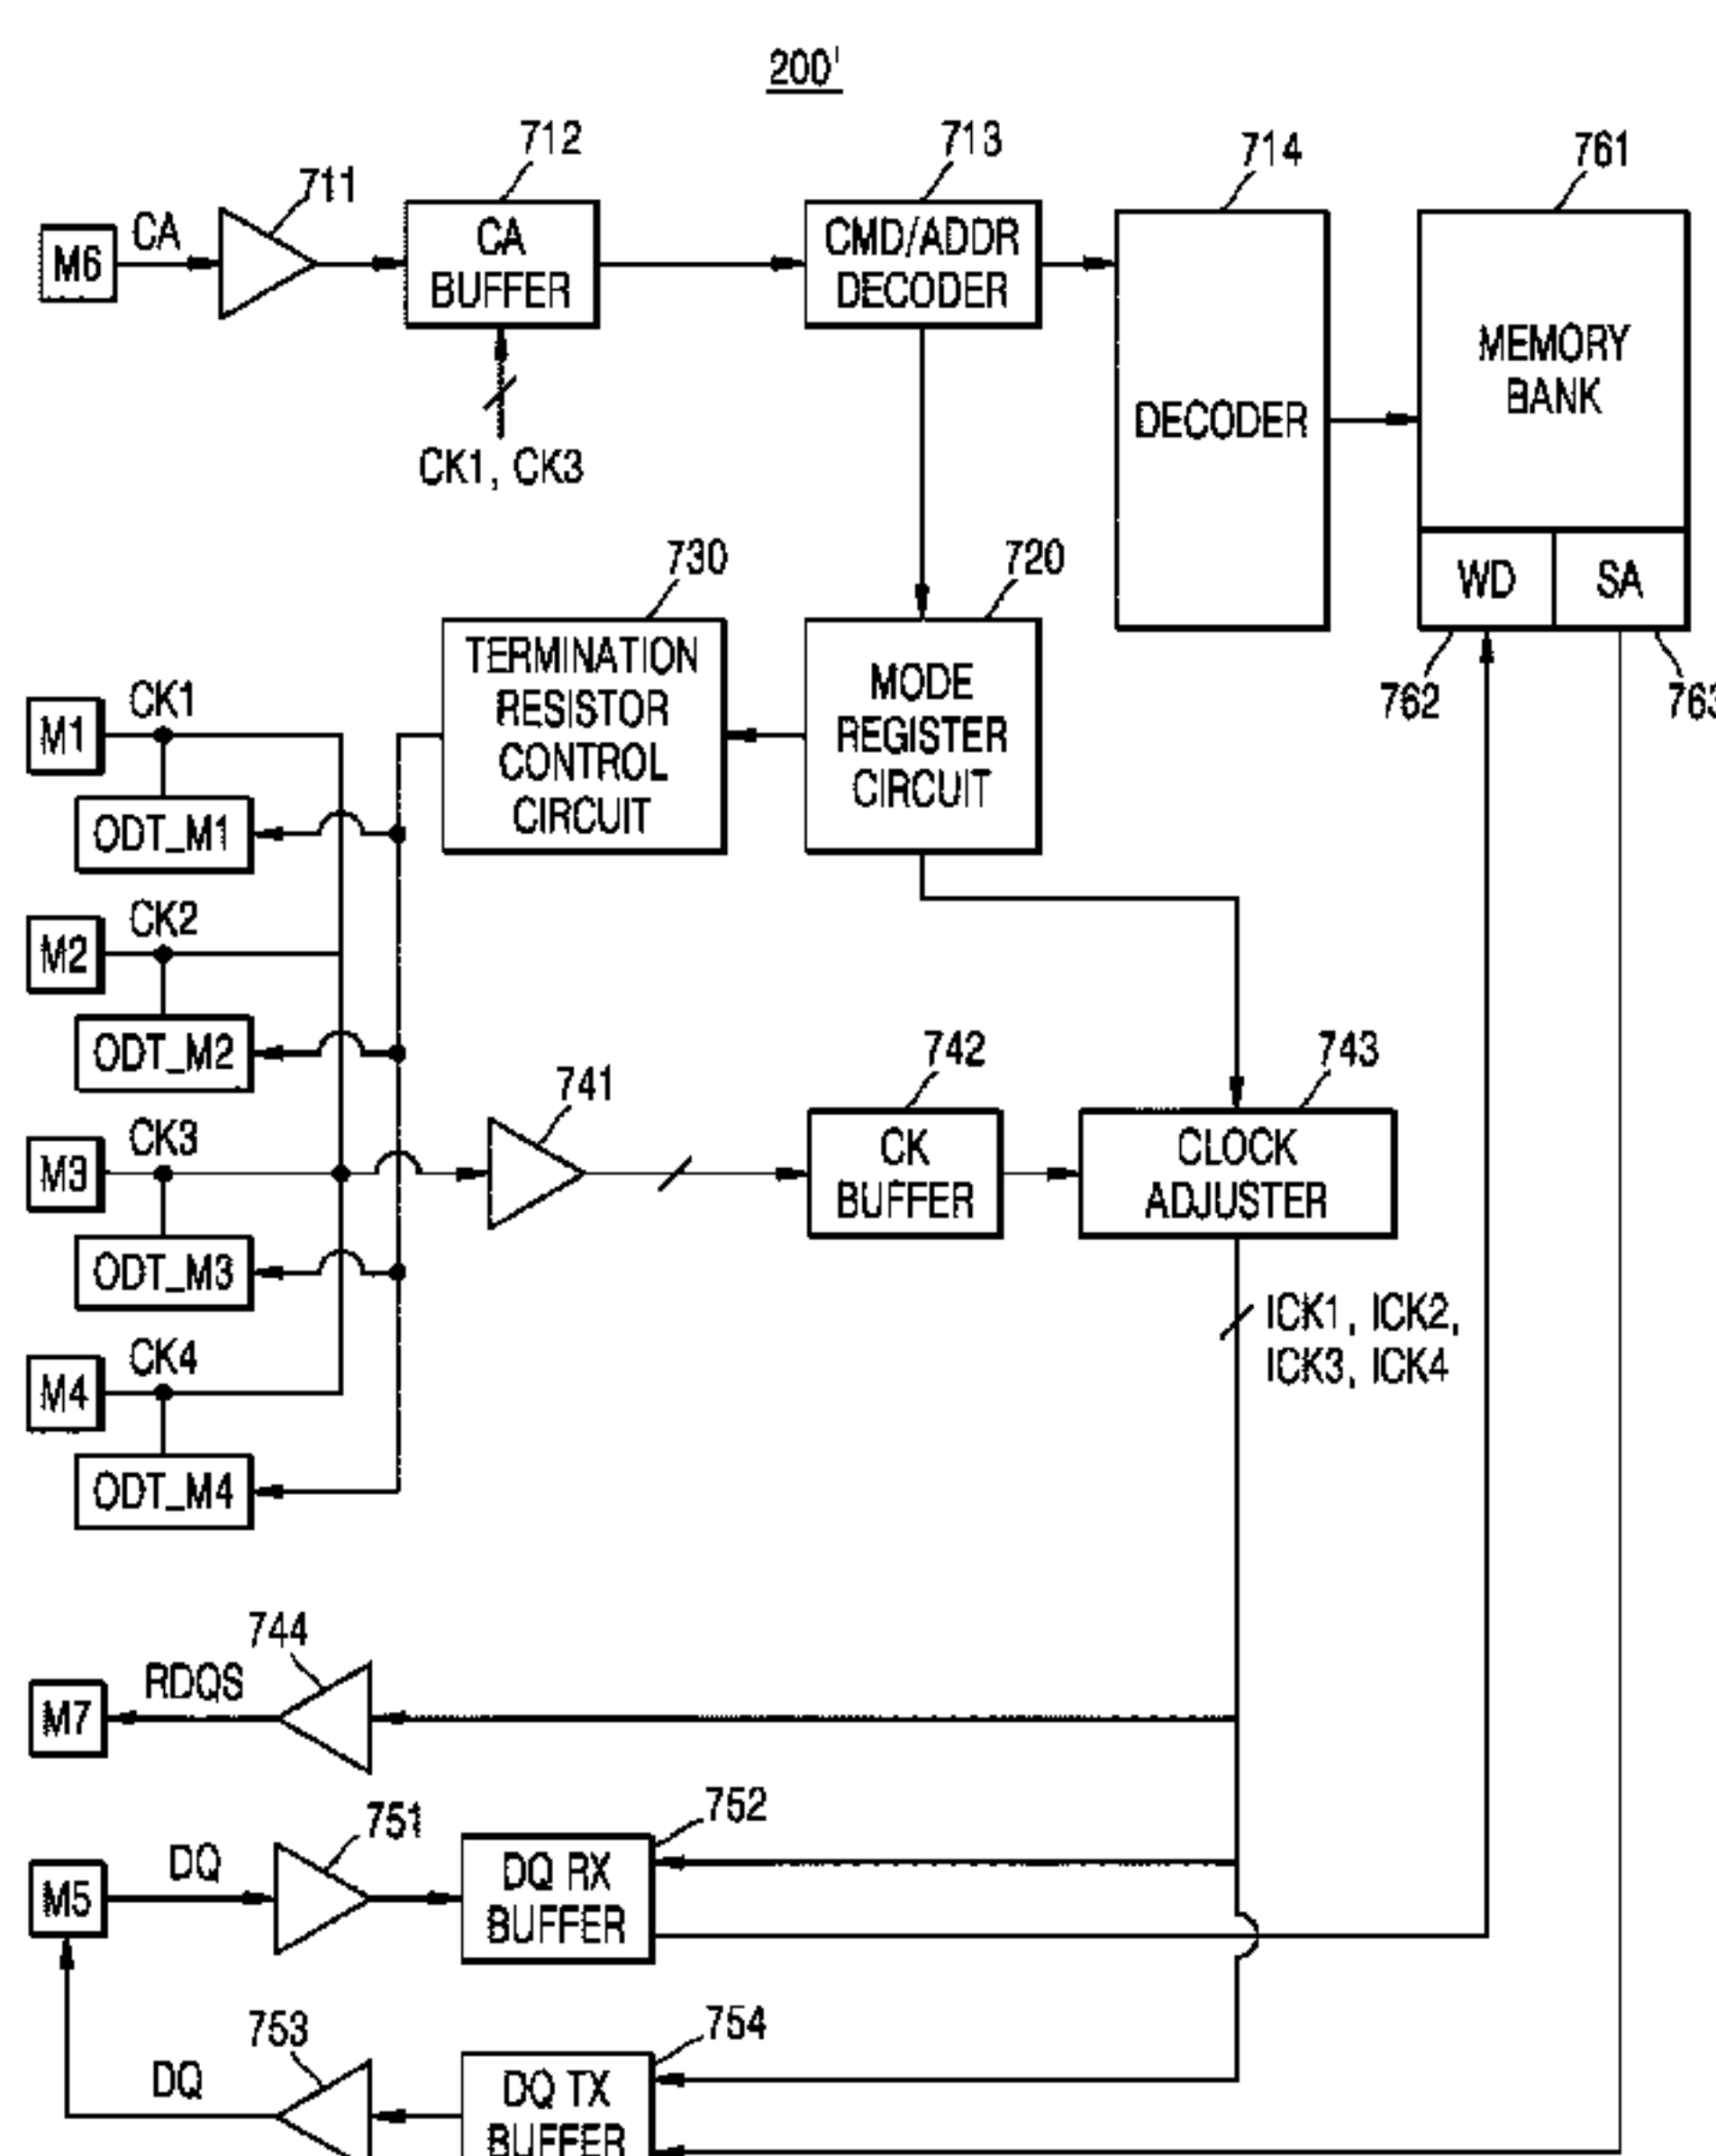 200'
712
713
714
761
711
M6
CA
CA
BUFFER
CMD/ADDR
DECODER
DECODER
MEMORY
BANK
CK1, CK3
WD
SA
730
720
762
763
TERMINATION
RESISTOR
CONTROL
CIRCUIT
MODE
REGISTER
CIRCUIT
M1
CK1
ODT_M1
M2
CK2
ODT_M2
741
742
743
M3
CK3
CK
BUFFER
CLOCK
ADJUSTER
ODT_M3
ICK1, ICK2,
ICK3, ICK4
M4
CK4
ODT_M4
744
M7
RDQS
751
752
M5
DQ
DQ RX
BUFFER
753
754
DQ
DQ TX
BUFFER